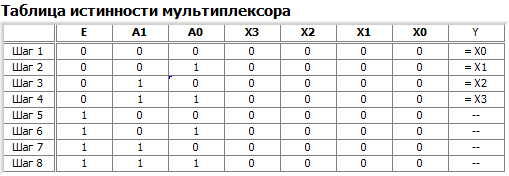 Таблица истинности мультиплексора
E A1 A0 X3 X2 X1 X0 Y
Шаг 1 0 0 0 0 0 0 0 = X0
Шаг 2 0 0 1 0 0 0 0 = X1
Шаг 3 0 1 0 0 0 0 0 = X2
Шаг 4 0 1 1 0 0 0 0 = X3
Шаг 5 1 0 0 0 0 0 0 --
Шаг 6 1 0 1 0 0 0 0 --
Шаг 7 1 1 0 0 0 0 0 --
Шаг 8 1 1 1 0 0 0 0 --